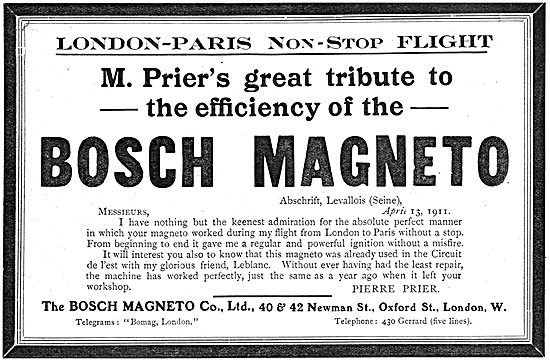 LONDON-PARIS NON-STOP FLIGHT
M. Prier's great tribute to
— the efficiency of the —
BOSCH MAGNETO
Abschrift, Levallois (Seine),
MESSIEURS, April 13, 1911.
I have nothing but the keenest admiration for the absolute perfect manner
in which your magneto worked during my flight from London to Paris without a stop.
From beginning to end it gave me a regular and powerful ignition without a misfire.
It will interest you also to know that this magneto was already used in the Circuit
de l'est with my glorious friend, Leblanc. Without ever having had the least repair,
the machine has worked perfectly, just the same as a year ago when it left your
workshop. PIERRE PRIER.
The BOSCH MAGNETO Co., Ltd., 40 & 42 Newman St., Oxford St., London, W.
Telegrams: "Bomag, London." Telephone: 430 Gerrard (five lines).